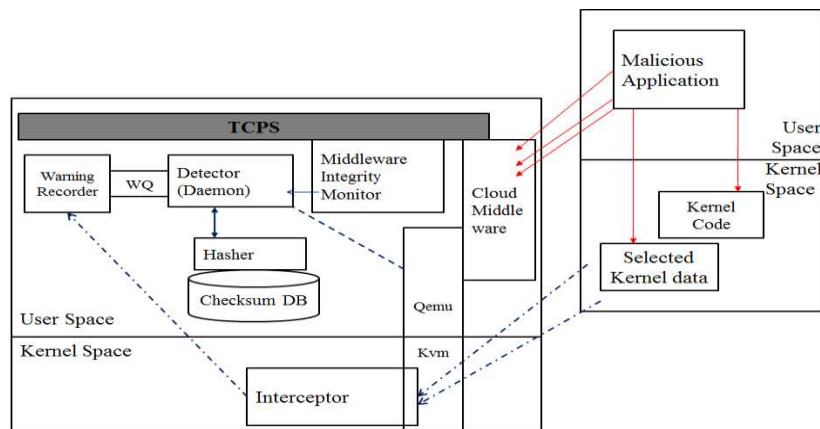 TCPS
Warning
Recorder
WQ
Detector
(Daemon)
Middleware
Integrity
Monitor
Cloud
Middle
ware
Hasher
Checksum DB
Qemu
User Space
Kernel Space
Kvm
Interceptor
Malicious
Application
User
Space
Kernel
Space
Kernel
Code
Selected
Kernel data